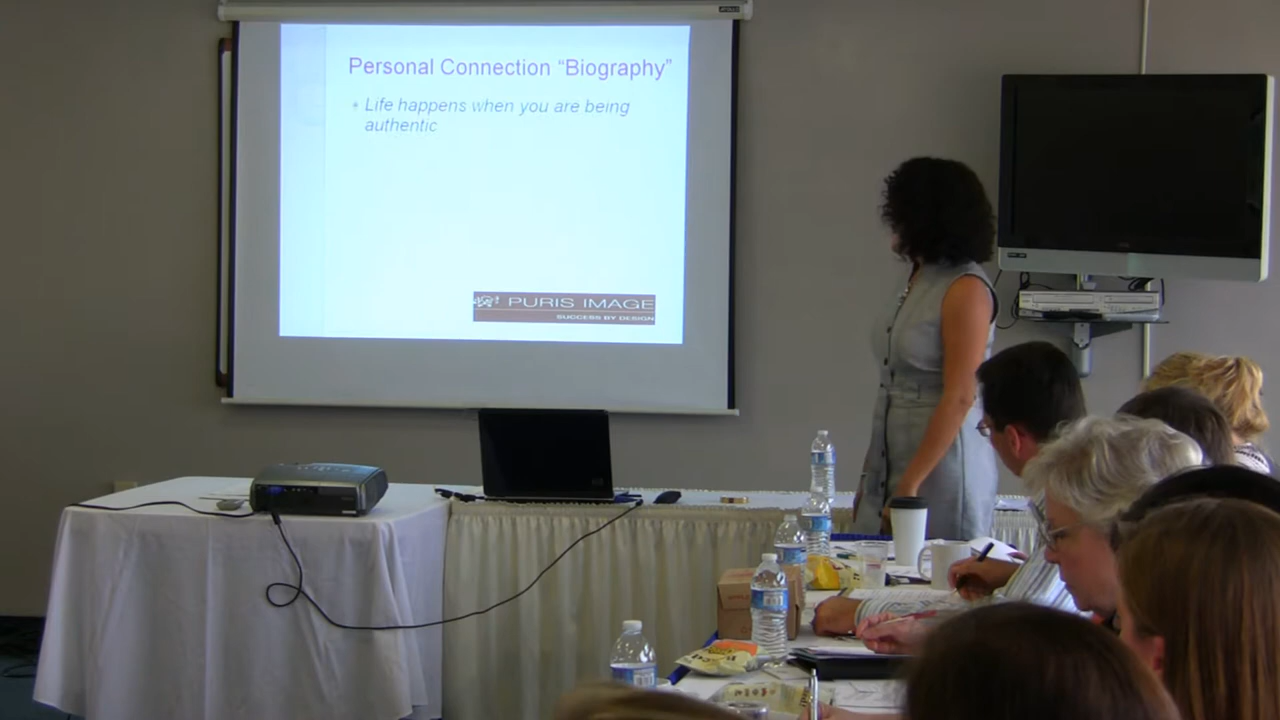 Personal Connection “Biography”
• Life happens when you are being
authentic
PURIS IMAGE
SUCCESS BY DESIGN